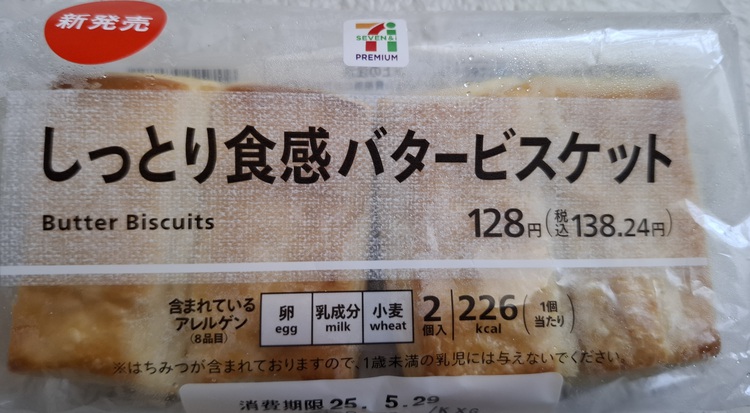 新発売
SEVEN&i
PREMIUM
しっとり食感バタービスケット
Butter Biscuits
128円(税込138.24円)
含まれている
アレルゲン
(8品目)
卵
egg
乳成分
milk
小麦
wheat
2
個入
226
kcal
(1個
当たり)
※はちみつが含まれておりますので、1歳未満の乳児には与えないでください。
消費期限25. 5.29